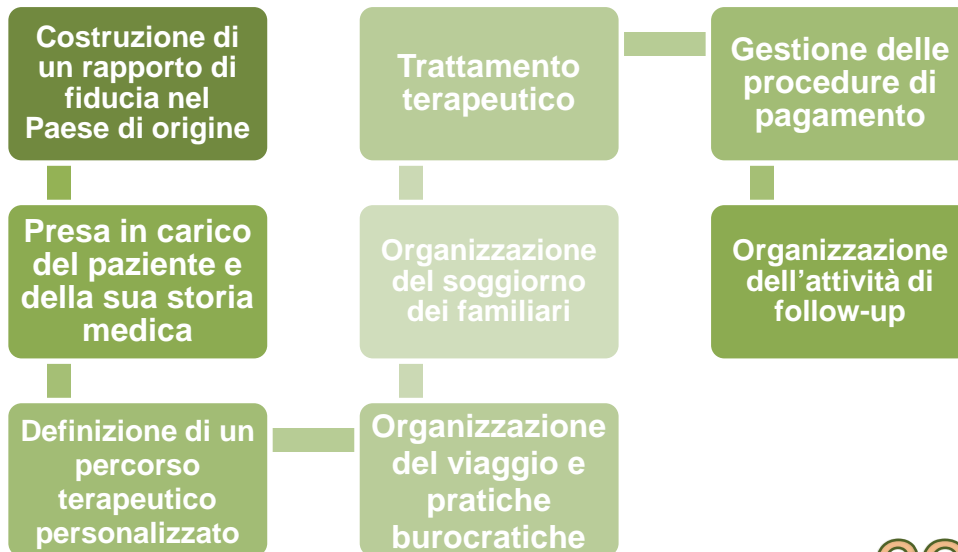 Costruzione di
un rapporto di
fiducia nel
Paese di origine
Presa in carico
del paziente e
della sua storia
medica
Definizione di un
percorso
terapeutico
personalizzato
Organizzazione
del viaggio e
pratiche
burocratiche
Organizzazione
del soggiorno
dei familiari
Trattamento
terapeutico
Gestione delle
procedure di
pagamento
Organizzazione
dell’attività di
follow-up